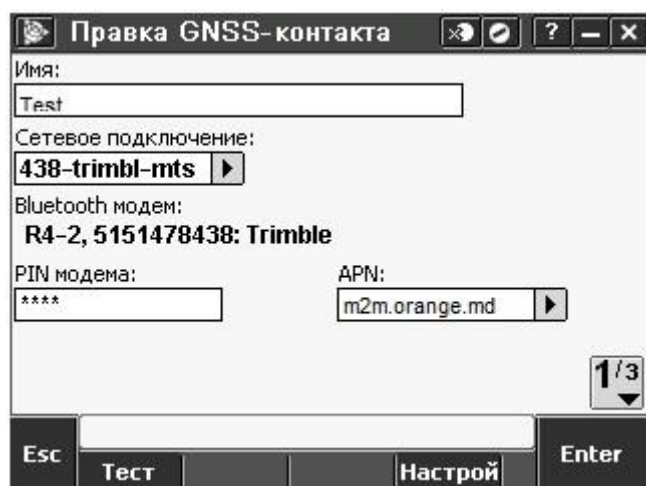 Правка GNSS-контакта ? — ×
Имя:
Test
Сетевое подключение:
438-trimbl-mts
Bluetooth модем:
R4-2, 5151478438: Trimble
PIN модема: APN:
**** m2m.orange.md
1/3
Esc Enter
Тест Настрой